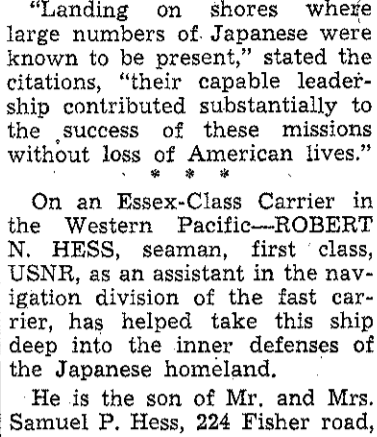 "Landing on shores where
large numbers of Japanese were
known to be present," stated the
citations, "their capable leader-
ship contributed substantially to
the success of these missions
without loss of American lives."
* * *
On an Essex-Class Carrier in
the Western Pacific—ROBERT
N. HESS, seaman, first class,
USNR, as an assistant in the nav-
igation division of the fast car-
rier, has helped take this ship
deep into the inner defenses of
the Japanese homeland.
He is the son of Mr. and Mrs.
Samuel P. Hess, 224 Fisher road,